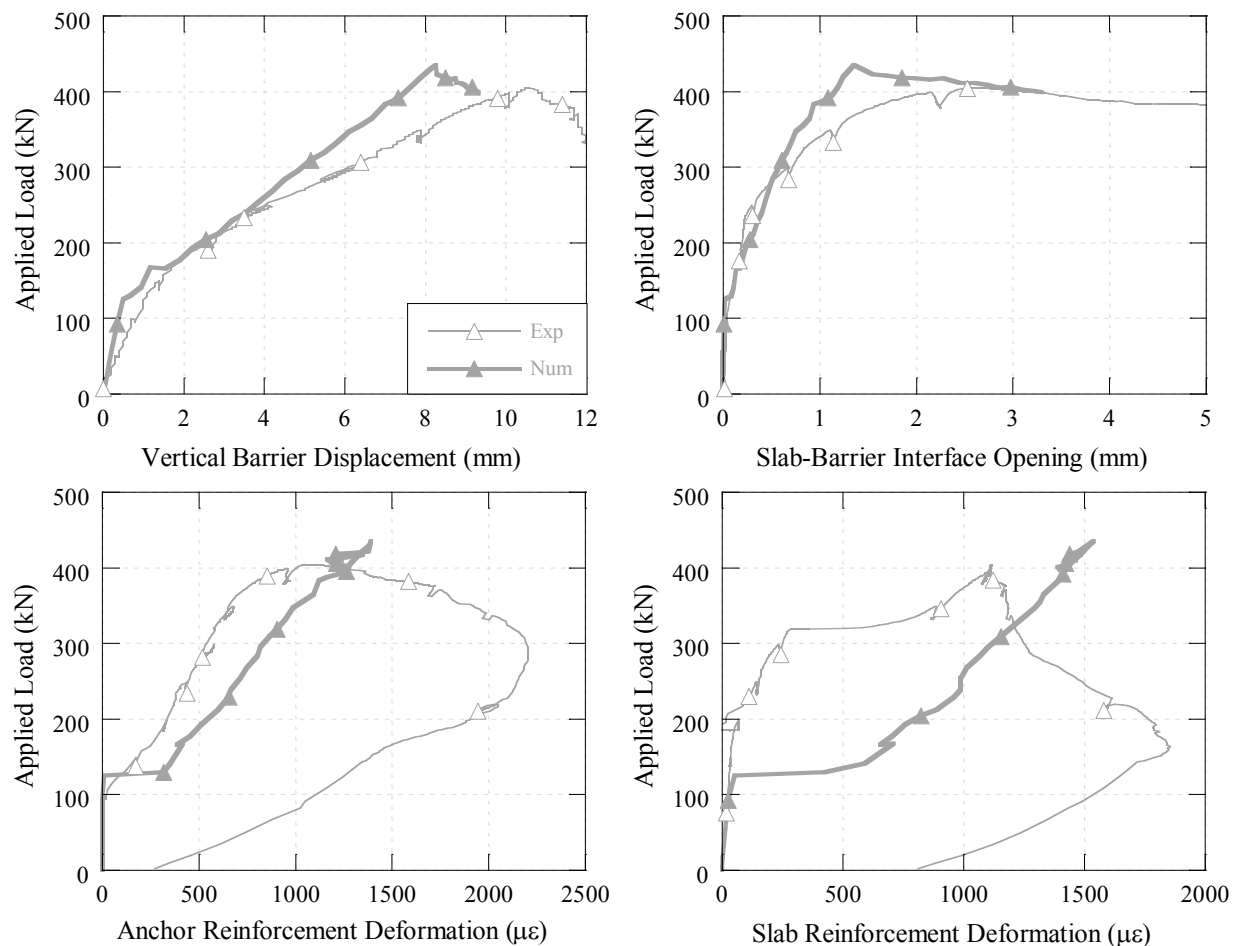 500
400
300
200
100
0
Applied Load (kN)
0 2 4 6 8 10 12
Vertical Barrier Displacement (mm)
Exp
Num
500
400
300
200
100
0
Applied Load (kN)
0 1 2 3 4 5
Slab-Barrier Interface Opening (mm)
500
400
300
200
100
0
Applied Load (kN)
0 500 1000 1500 2000 2500
Anchor Reinforcement Deformation (με)
500
400
300
200
100
0
Applied Load (kN)
0 500 1000 1500 2000
Slab Reinforcement Deformation (με)